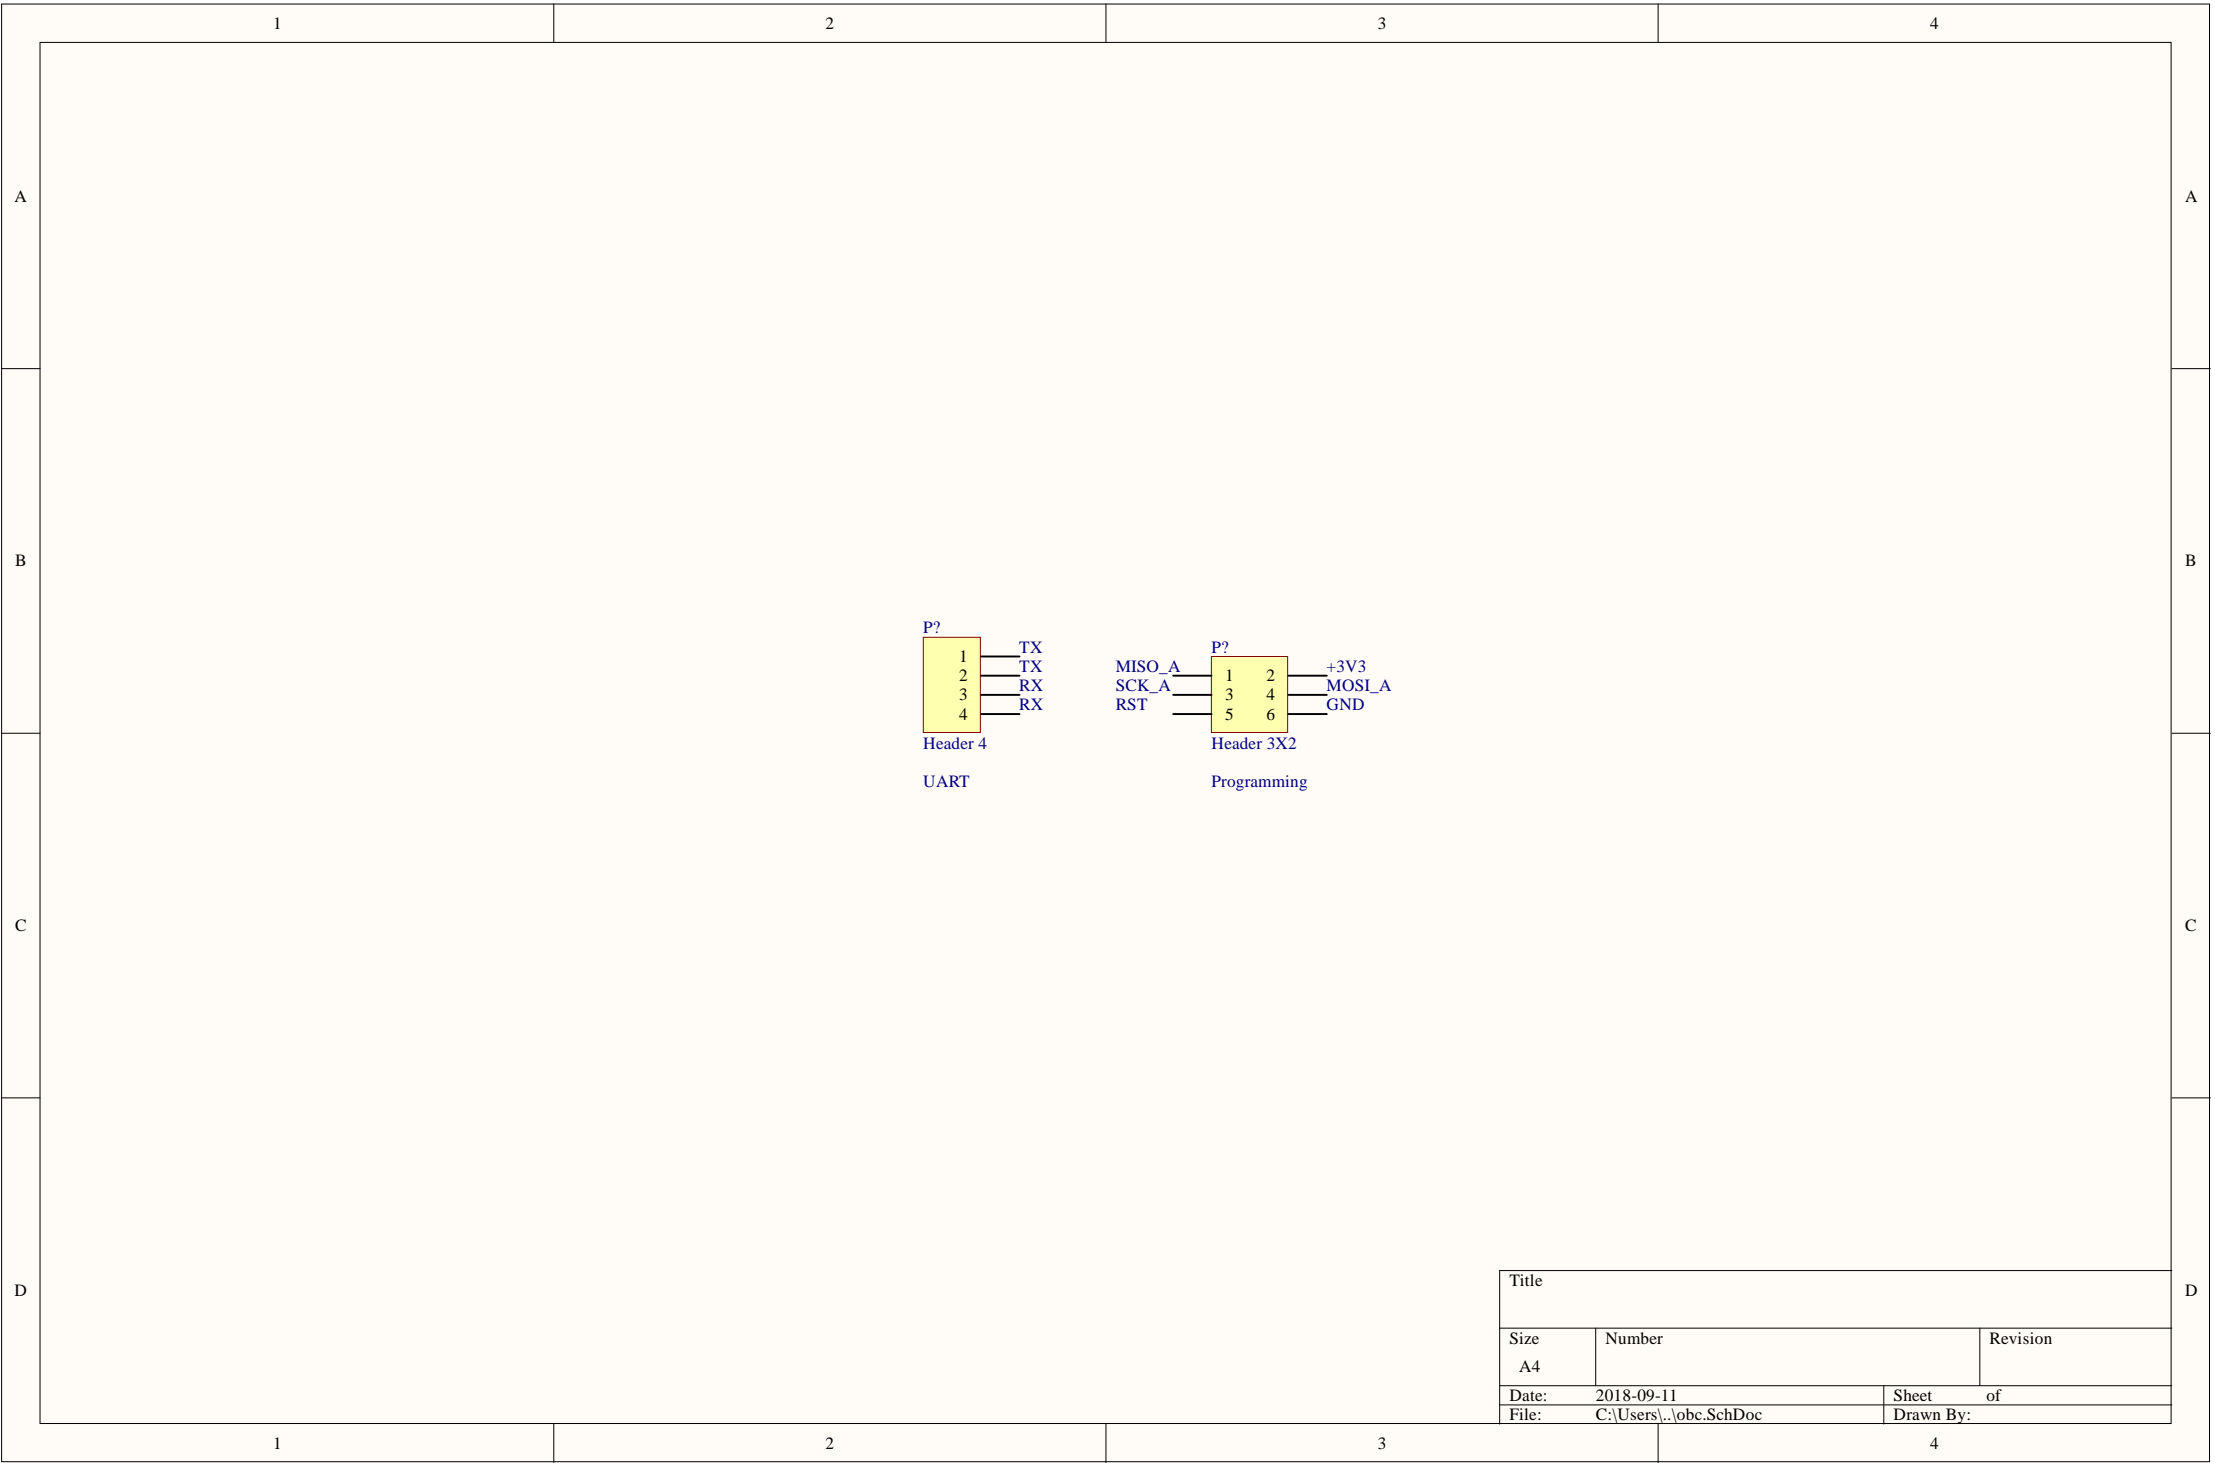 1 2 3 4
A A
B B
P?
1 TX
2 TX
3 RX
4 RX
Header 4
UART
P?
MISO_A 1 2 +3V3
SCK_A 3 4 MOSI_A
RST 5 6 GND
Header 3X2
Programming
C C
D D
Title
Size Number Revision
A4
Date: 2018-09-11 Sheet of
File: C:\Users\..\obc.SchDoc Drawn By:
1 2 3 4